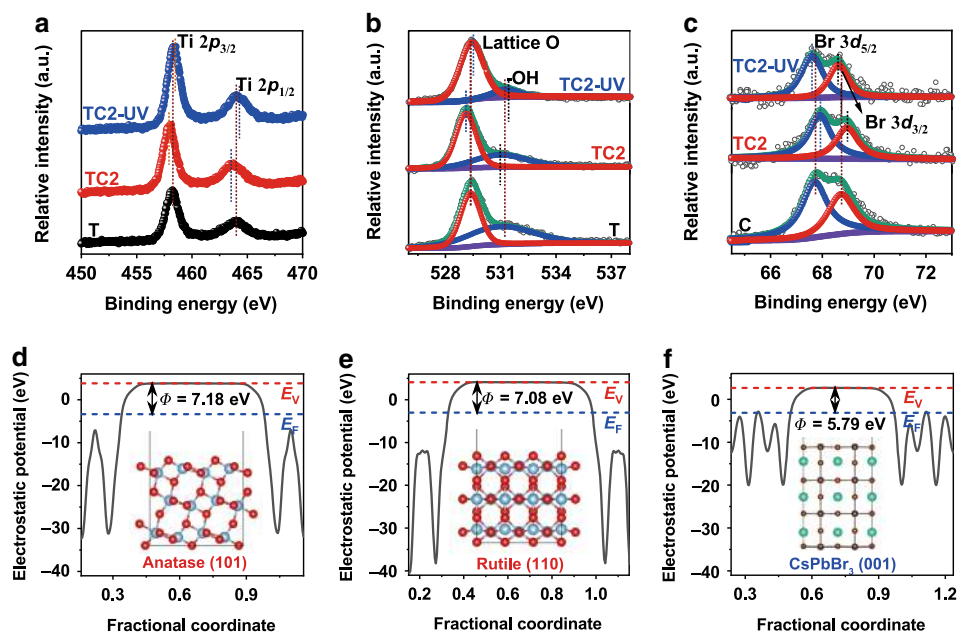 a
Relative intensity (a.u.)
Ti 2p3/2
Ti 2p1/2
TC2-UV
TC2
T
450 455 460 465 470
Binding energy (eV)
b
Relative intensity (a.u.)
Lattice O
-OH
TC2-UV
TC2
T
528 531 534 537
Binding energy (eV)
c
Relative intensity (a.u.)
Br 3d5/2
TC2-UV
Br 3d3/2
TC2
C
66 68 70 72
Binding energy (eV)
d
Electrostatic potential (eV)
0
–10
–20
–30
–40
EV
Φ = 7.18 eV
EF
Anatase (101)
0.3 0.6 0.9
Fractional coordinate
e
Electrostatic potential (eV)
0
–10
–20
–30
–40
EV
Φ = 7.08 eV
EF
Rutile (110)
0.2 0.4 0.6 0.8 1.0
Fractional coordinate
f
Electrostatic potential (eV)
0
–10
–20
–30
–40
EV
EF
Φ = 5.79 eV
CsPbBr3 (001)
0.3 0.6 0.9 1.2
Fractional coordinate